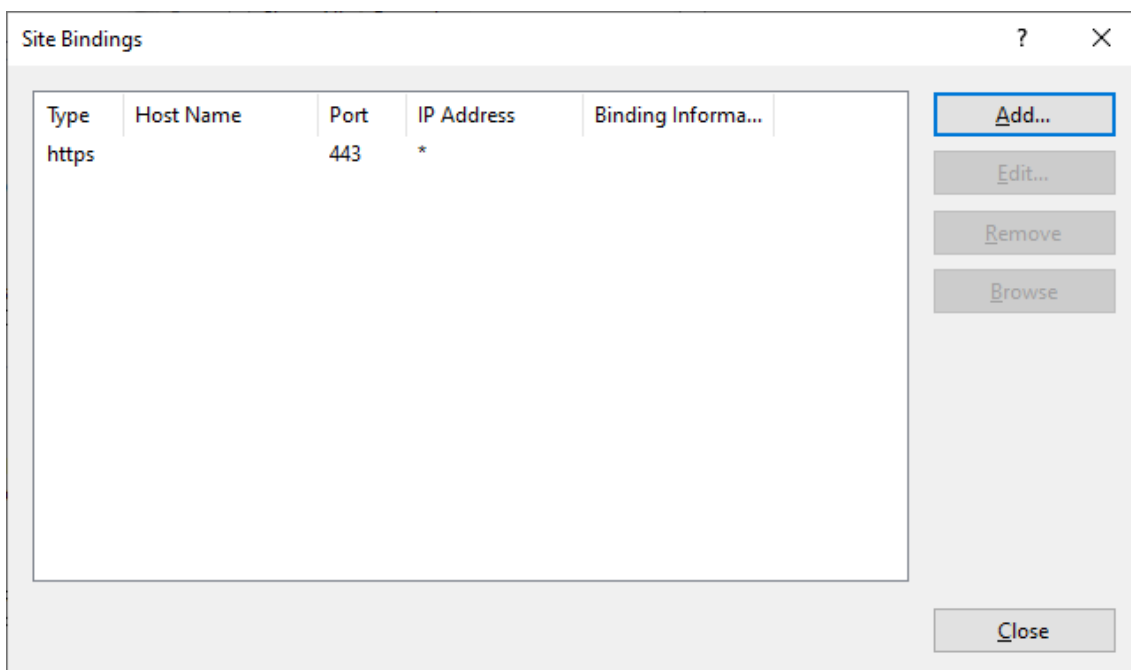 Site Bindings ?
Type Host Name Port IP Address Binding Informa...
https 443 *
Add...
Edit...
Remove
Browse
Close